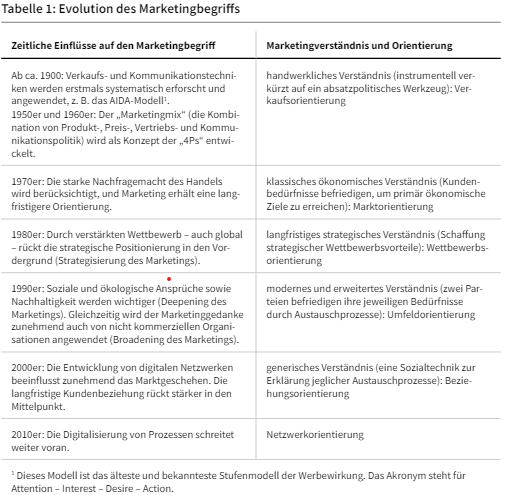 Tabelle 1: Evolution des Marketingbegriffs
Zeitliche Einflüsse auf den Marketingbegriff
Marketingverständnis und Orientierung
Ab ca. 1900: Verkaufs- und Kommunikationstechni-
ken werden erstmals systematisch erforscht und
angewendet, z. B. das AIDA-Modell¹.
1950er und 1960er: Der „Marketingmix“ (die Kombi-
nation von Produkt-, Preis-, Vertriebs- und Kommu-
nikationspolitik) wird als Konzept der „4Ps“ entwi-
ckelt.
handwerkliches Verständnis (instrumentell ver-
kürzt auf ein absatzpolitisches Werkzeug): Ver-
kaufsorientierung
1970er: Die starke Nachfragemacht des Handels
wird berücksichtigt, und Marketing erhält eine lang-
fristigere Orientierung.
klassisches ökonomisches Verständnis (Kunden-
bedürfnisse befriedigen, um primär ökonomische
Ziele zu erreichen): Marktorientierung
1980er: Durch verstärkten Wettbewerb – auch global
– rückt die strategische Positionierung in den Vor-
dergrund (Strategisierung des Marketings).
langfristiges strategisches Verständnis (Schaffung
strategischer Wettbewerbsvorteile): Wettbewerbs-
orientierung
1990er: Soziale und ökologische Ansprüche sowie
Nachhaltigkeit werden wichtiger (Deepening des
Marketings). Gleichzeitig wird der Marketinggedanke
zunehmend auch von nicht kommerziellen Organi-
sationen angewendet (Broadening des Marketings).
modernes und erweitertes Verständnis (zwei Par-
teien befriedigen ihre jeweiligen Bedürfnisse
durch Austauschprozesse): Umfeldorientierung
2000er: Die Entwicklung von digitalen Netzwerken
beeinflusst zunehmend das Marktgeschehen. Die
langfristige Kundenbeziehung rückt stärker in den
Mittelpunkt.
generisches Verständnis (eine Sozialtechnik zur
Erklärung jeglicher Austauschprozesse): Bezie-
hungsorientierung
2010er: Die Digitalisierung von Prozessen schreitet
weiter voran.
Netzwerkorientierung
¹ Dieses Modell ist das älteste und bekannteste Stufenmodell der Werbewirkung. Das Akronym steht für
Attention – Interest – Desire – Action.